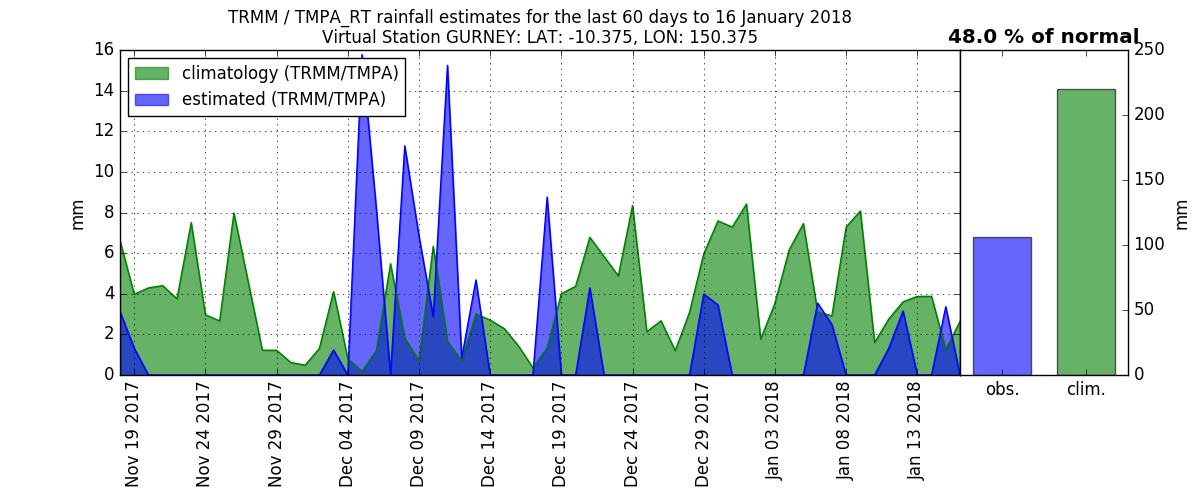 TRMM / TMPA_RT rainfall estimates for the last 60 days to 16 January 2018
Virtual Station GURNEY: LAT: -10.375, LON: 150.375
48.0 % of normal
climatology (TRMM/TMPA)
estimated (TRMM/TMPA)
mm
16
14
12
10
8
6
4
2
0
Nov 19 2017
Nov 24 2017
Nov 29 2017
Dec 04 2017
Dec 09 2017
Dec 14 2017
Dec 19 2017
Dec 24 2017
Dec 29 2017
Jan 03 2018
Jan 08 2018
Jan 13 2018
obs.
clim.
250
200
150
100
50
0
mm